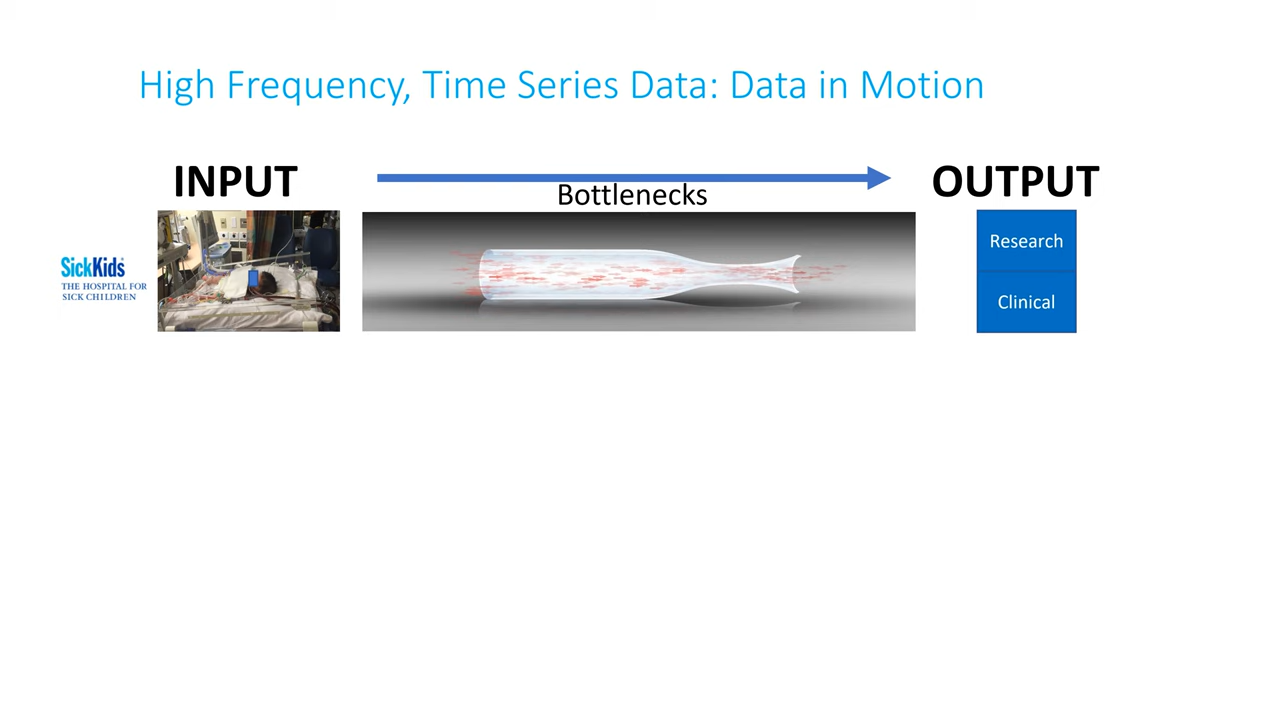 High Frequency, Time Series Data: Data in Motion
INPUT
Bottlenecks
OUTPUT
SickKids
THE HOSPITAL FOR
SICK CHILDREN
Research
Clinical